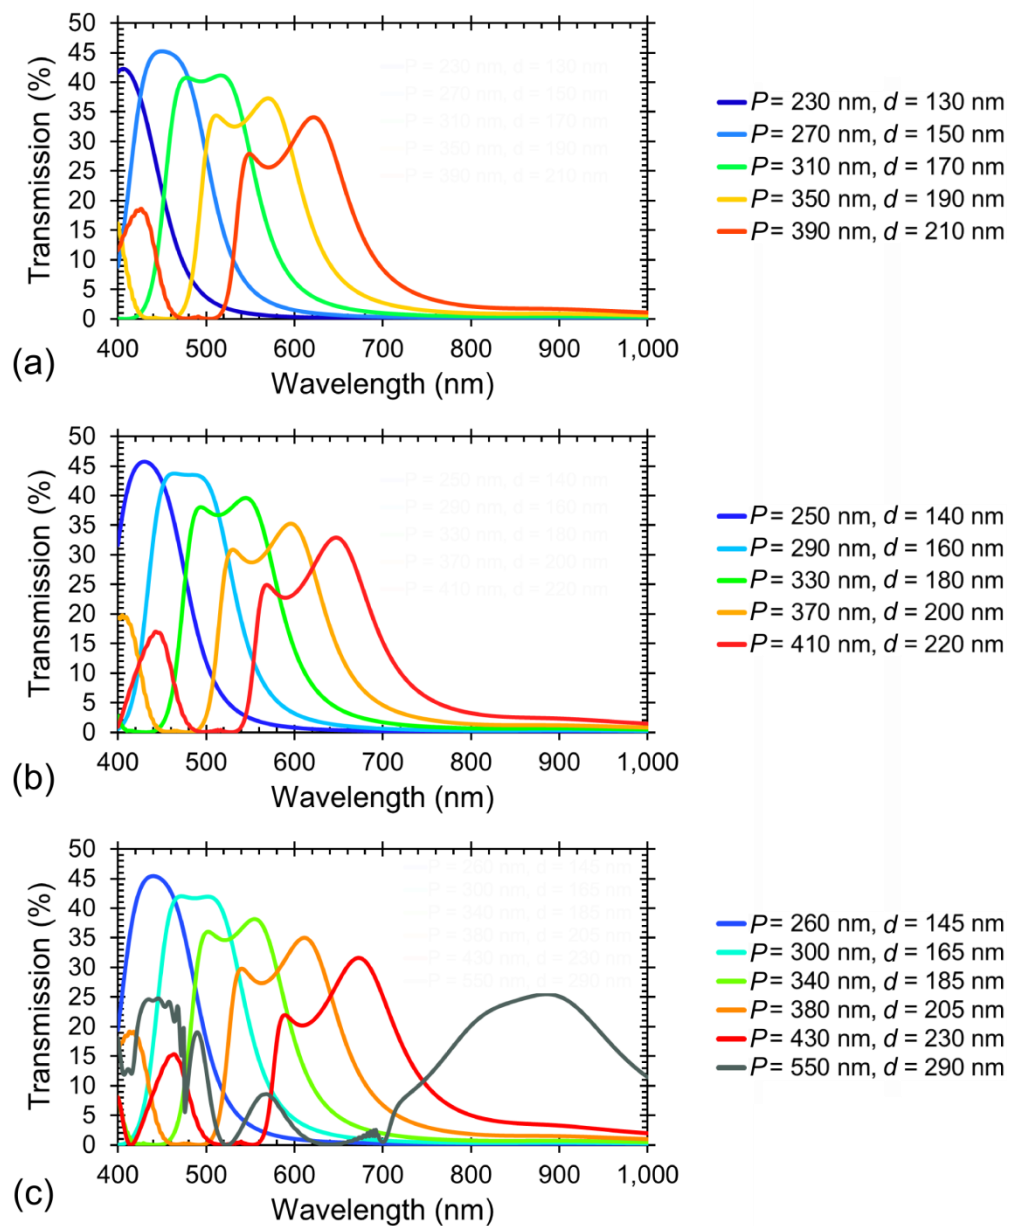 50
45
40
35
30
25
20
15
10
5
0
Transmission (%)
400 500 600 700 800 900 1,000
Wavelength (nm)
(a)
P = 230 nm, d = 130 nm
P = 270 nm, d = 150 nm
P = 310 nm, d = 170 nm
P = 350 nm, d = 190 nm
P = 390 nm, d = 210 nm
50
45
40
35
30
25
20
15
10
5
0
Transmission (%)
400 500 600 700 800 900 1,000
Wavelength (nm)
(b)
P = 250 nm, d = 140 nm
P = 290 nm, d = 160 nm
P = 330 nm, d = 180 nm
P = 370 nm, d = 200 nm
P = 410 nm, d = 220 nm
50
45
40
35
30
25
20
15
10
5
0
Transmission (%)
400 500 600 700 800 900 1,000
Wavelength (nm)
(c)
P = 260 nm, d = 145 nm
P = 300 nm, d = 165 nm
P = 340 nm, d = 185 nm
P = 380 nm, d = 205 nm
P = 430 nm, d = 230 nm
P = 550 nm, d = 290 nm